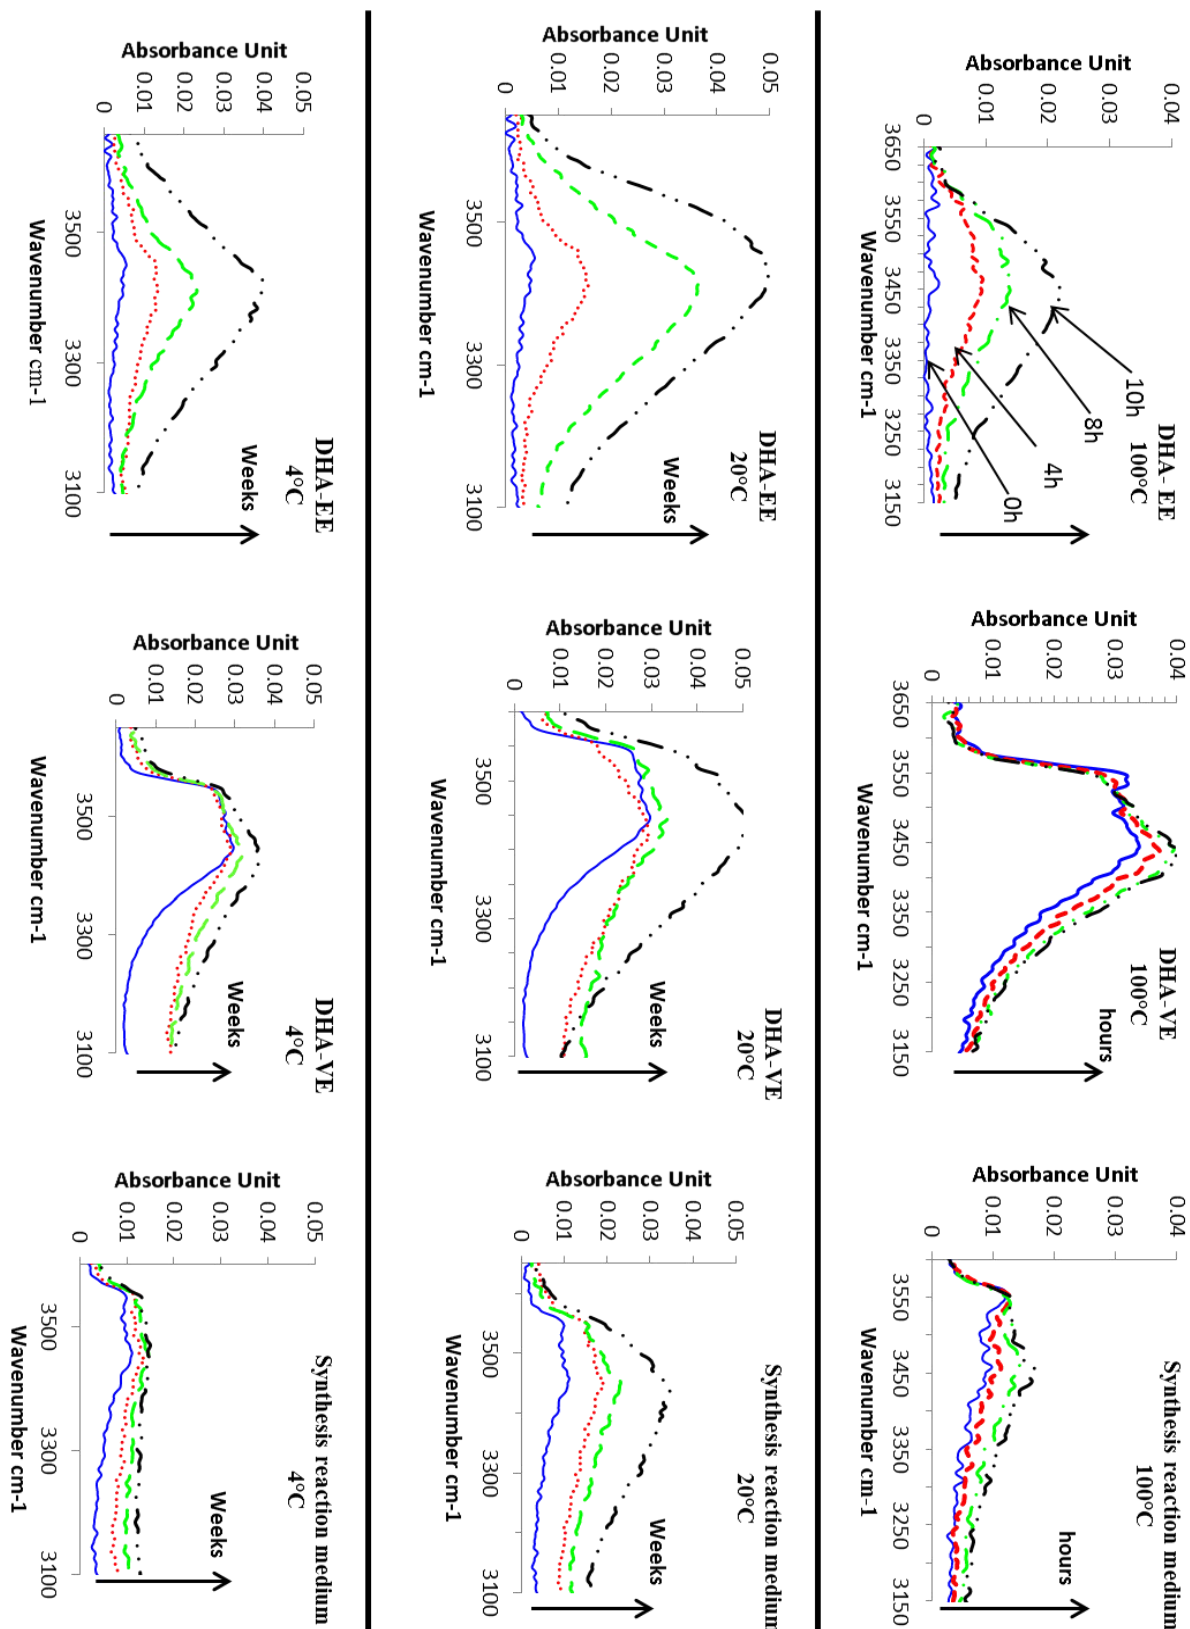 DHA- EE
100°C
Absorbance Unit
0.04
0.03
0.02
0.01
0
10h
8h
4h
0h
3650 3550 3450 3350 3250 3150
Wavenumber cm-1
DHA-VE
100°C
Absorbance Unit
0.04
0.03
0.02
0.01
0
hours
3650 3550 3450 3350 3250 3150
Wavenumber cm-1
Synthesis reaction medium
100°C
Absorbance Unit
0.04
0.03
0.02
0.01
0
hours
3550 3450 3350 3250 3150
Wavenumber cm-1
DHA-EE
20°C
Absorbance Unit
0.05
0.04
0.03
0.02
0.01
0
Weeks
3500 3300 3100
Wavenumber cm-1
DHA-VE
20°C
Absorbance Unit
0.05
0.04
0.03
0.02
0.01
0
Weeks
3500 3300 3100
Wavenumber cm-1
Synthesis reaction medium
20°C
Absorbance Unit
0.05
0.04
0.03
0.02
0.01
0
Weeks
3500 3300 3100
Wavenumber cm-1
DHA-EE
4°C
Absorbance Unit
0.05
0.04
0.03
0.02
0.01
0
Weeks
3500 3300 3100
Wavenumber cm-1
DHA-VE
4°C
Absorbance Unit
0.05
0.04
0.03
0.02
0.01
0
Weeks
3500 3300 3100
Wavenumber cm-1
Synthesis reaction medium
4°C
Absorbance Unit
0.05
0.04
0.03
0.02
0.01
0
Weeks
3500 3300 3100
Wavenumber cm-1